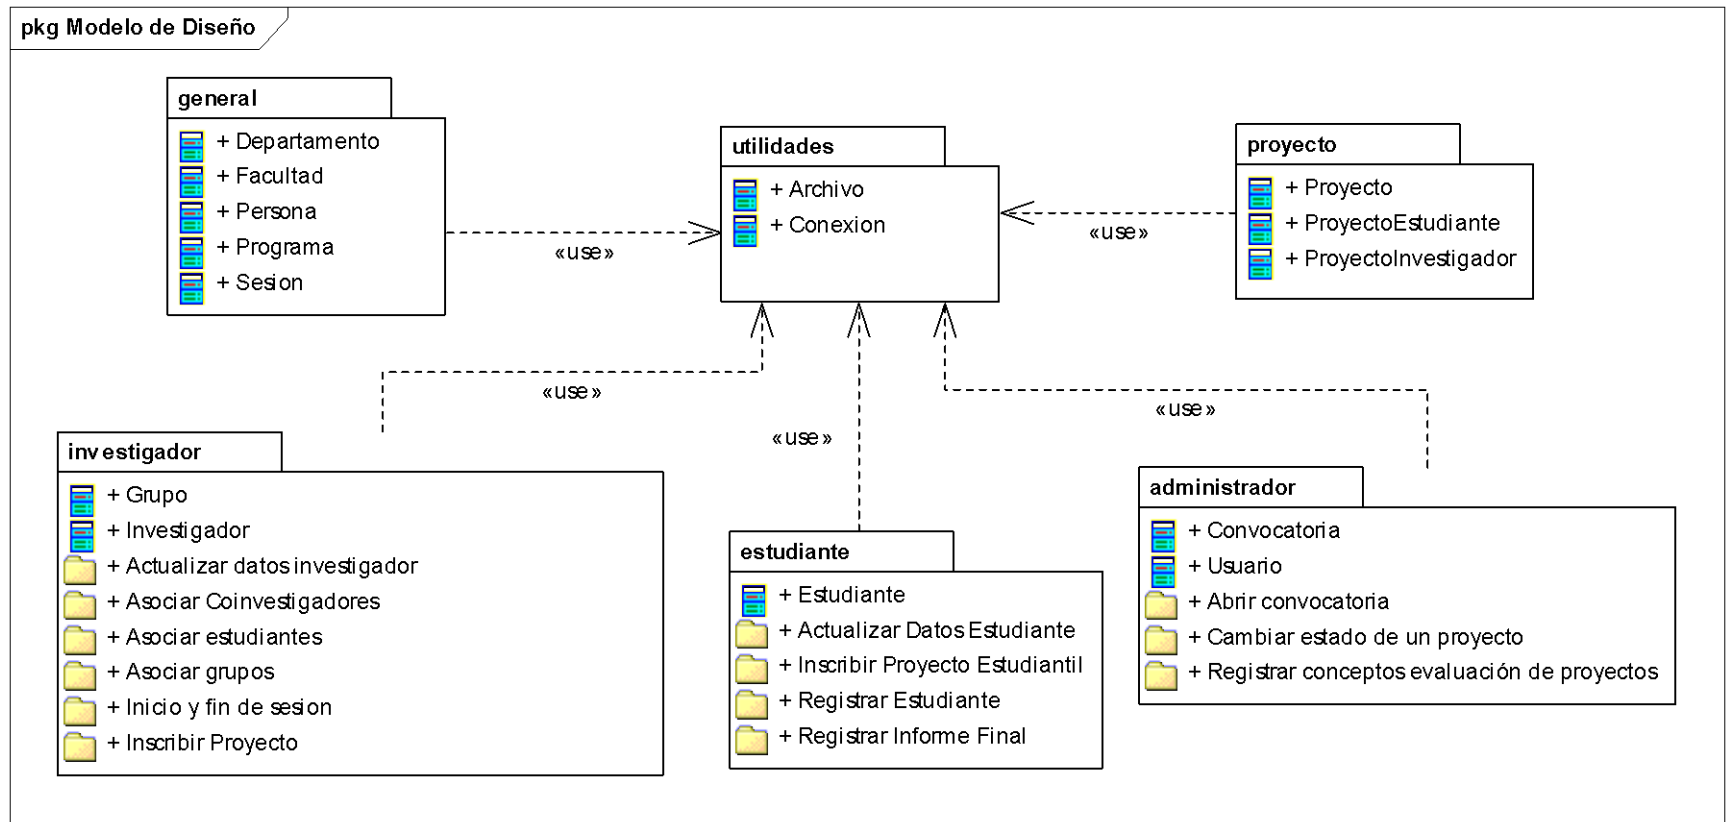 pkg Modelo de Diseño
general
+ Departamento
+ Facultad
+ Persona
+ Programa
+ Sesion
«use»
utilidades
+ Archivo
+ Conexion
«use»
proyecto
+ Proyecto
+ ProyectoEstudiante
+ ProyectoInvestigador
«use»
«use»
«use»
investigador
+ Grupo
+ Investigador
+ Actualizar datos investigador
+ Asociar Coinvestigadores
+ Asociar estudiantes
+ Asociar grupos
+ Inicio y fin de sesion
+ Inscribir Proyecto
estudiante
+ Estudiante
+ Actualizar Datos Estudiante
+ Inscribir Proyecto Estudiantil
+ Registrar Estudiante
+ Registrar Informe Final
administrador
+ Convocatoria
+ Usuario
+ Abrir convocatoria
+ Cambiar estado de un proyecto
+ Registrar conceptos evaluación de proyectos